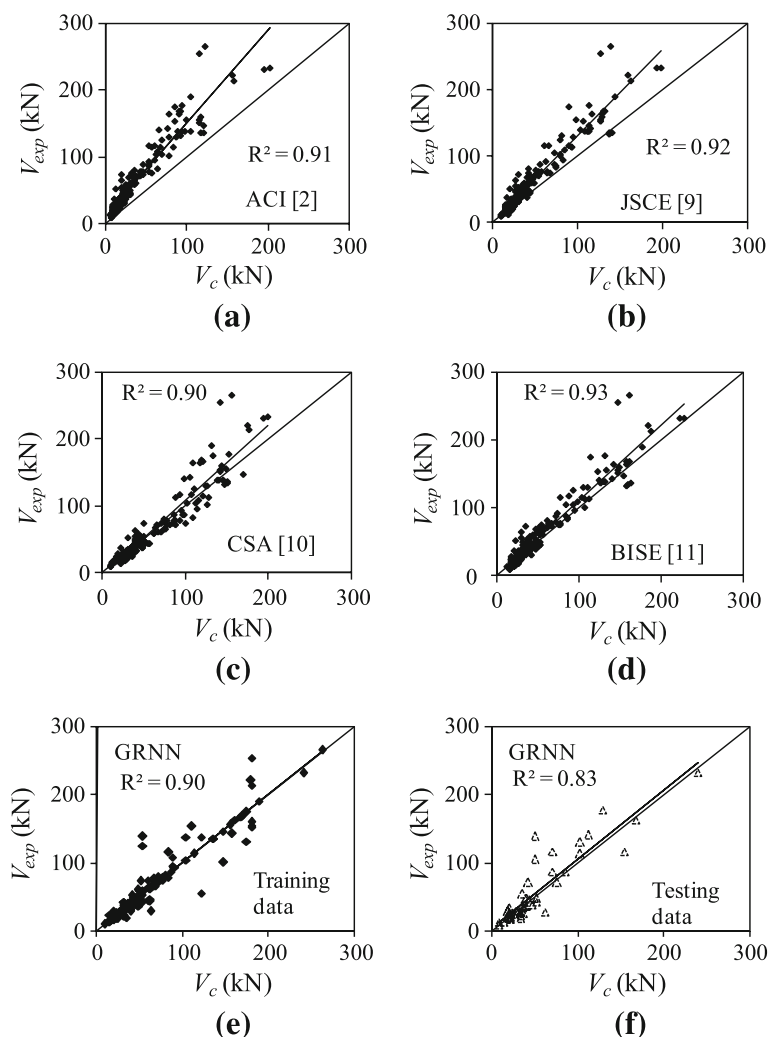 300
200
100
0
V_exp (kN)
R² = 0.91
ACI [2]
0 100 200 300
V_c (kN)
(a)
300
200
100
0
V_exp (kN)
R² = 0.92
JSCE [9]
0 100 200 300
V_c (kN)
(b)
300
200
100
0
V_exp (kN)
R² = 0.90
CSA [10]
0 100 200 300
V_c (kN)
(c)
300
200
100
0
V_exp (kN)
R² = 0.93
BISE [11]
0 100 200 300
V_c (kN)
(d)
300
200
100
0
V_exp (kN)
GRNN
R² = 0.90
Training
data
0 100 200 300
V_c (kN)
(e)
300
200
100
0
V_exp (kN)
GRNN
R² = 0.83
Testing
data
0 100 200 300
V_c (kN)
(f)